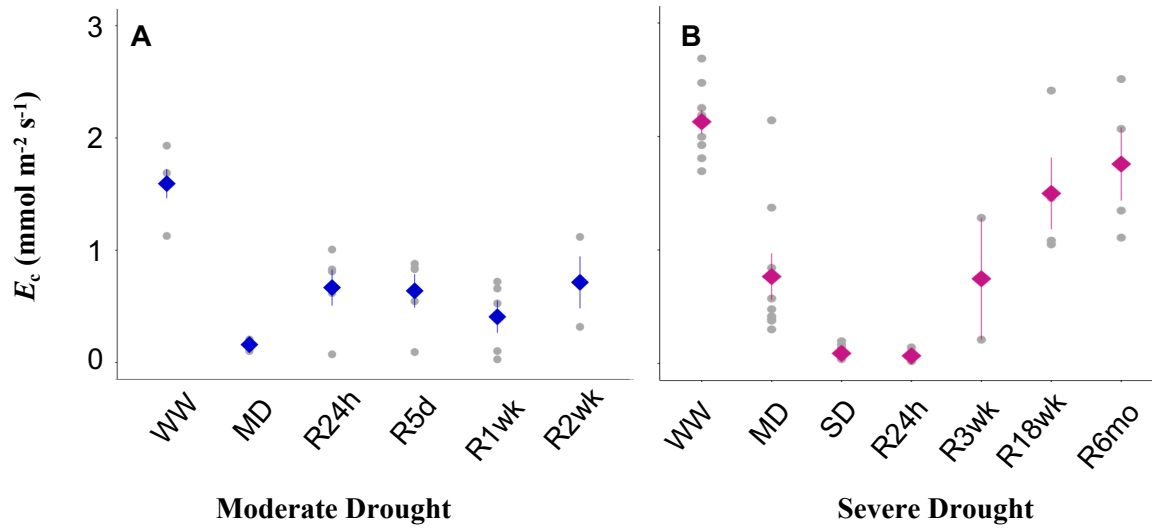 A
B
3
2
1
0
E_c (mmol m⁻² s⁻¹)
WW
MD
R24h
R5d
R1wk
R2wk
WW
MD
SD
R24h
R3wk
R18wk
R6mo
Moderate Drought
Severe Drought